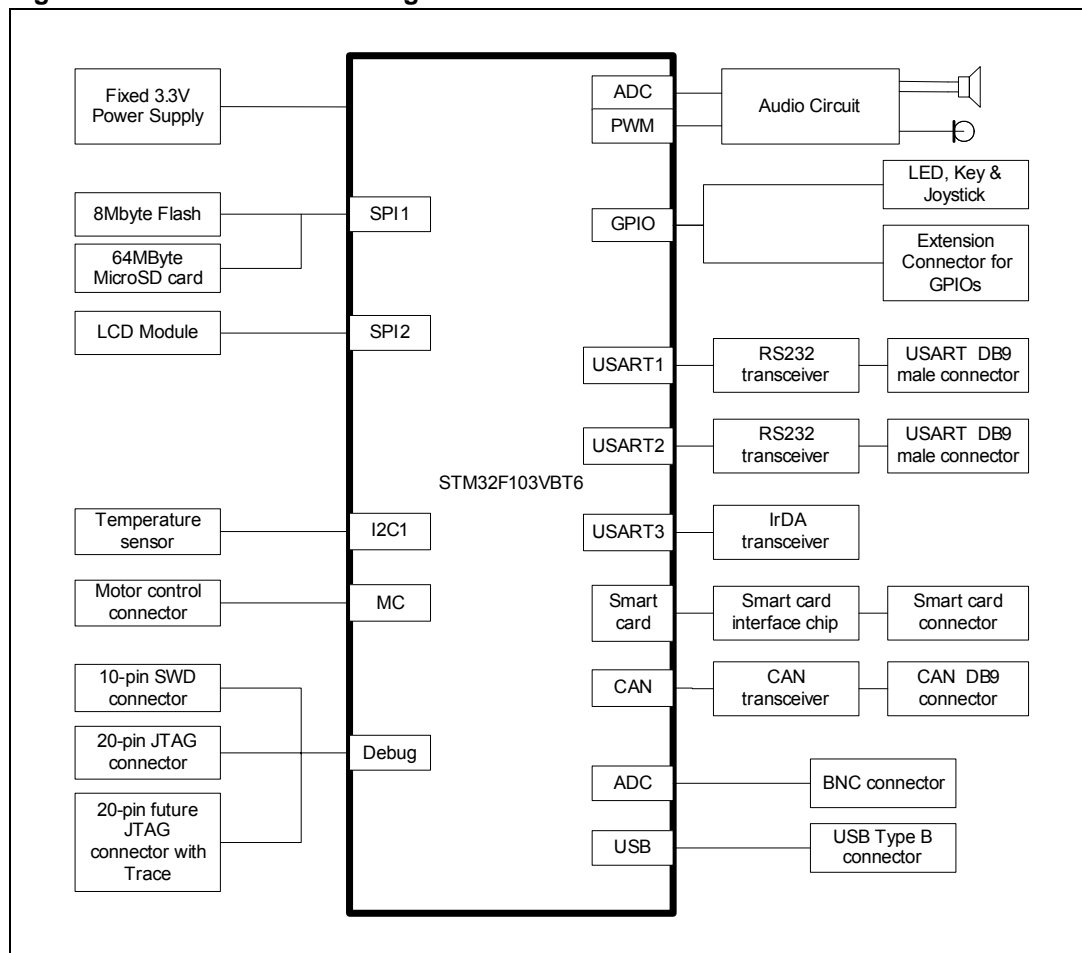 Fixed 3.3V
Power Supply
8Mbyte Flash
64MByte
MicroSD card
LCD Module
Temperature
sensor
Motor control
connector
10-pin SWD
connector
20-pin JTAG
connector
20-pin future
JTAG
connector with
Trace
SPI1
SPI2
I2C1
MC
Debug
STM32F103VBT6
ADC
PWM
GPIO
USART1
USART2
USART3
Smart
card
CAN
ADC
USB
Audio Circuit
LED, Key &
Joystick
Extension
Connector for
GPIOs
RS232
transceiver
USART DB9
male connector
RS232
transceiver
USART DB9
male connector
IrDA
transceiver
Smart card
interface chip
Smart card
connector
CAN
transceiver
CAN DB9
connector
BNC connector
USB Type B
connector